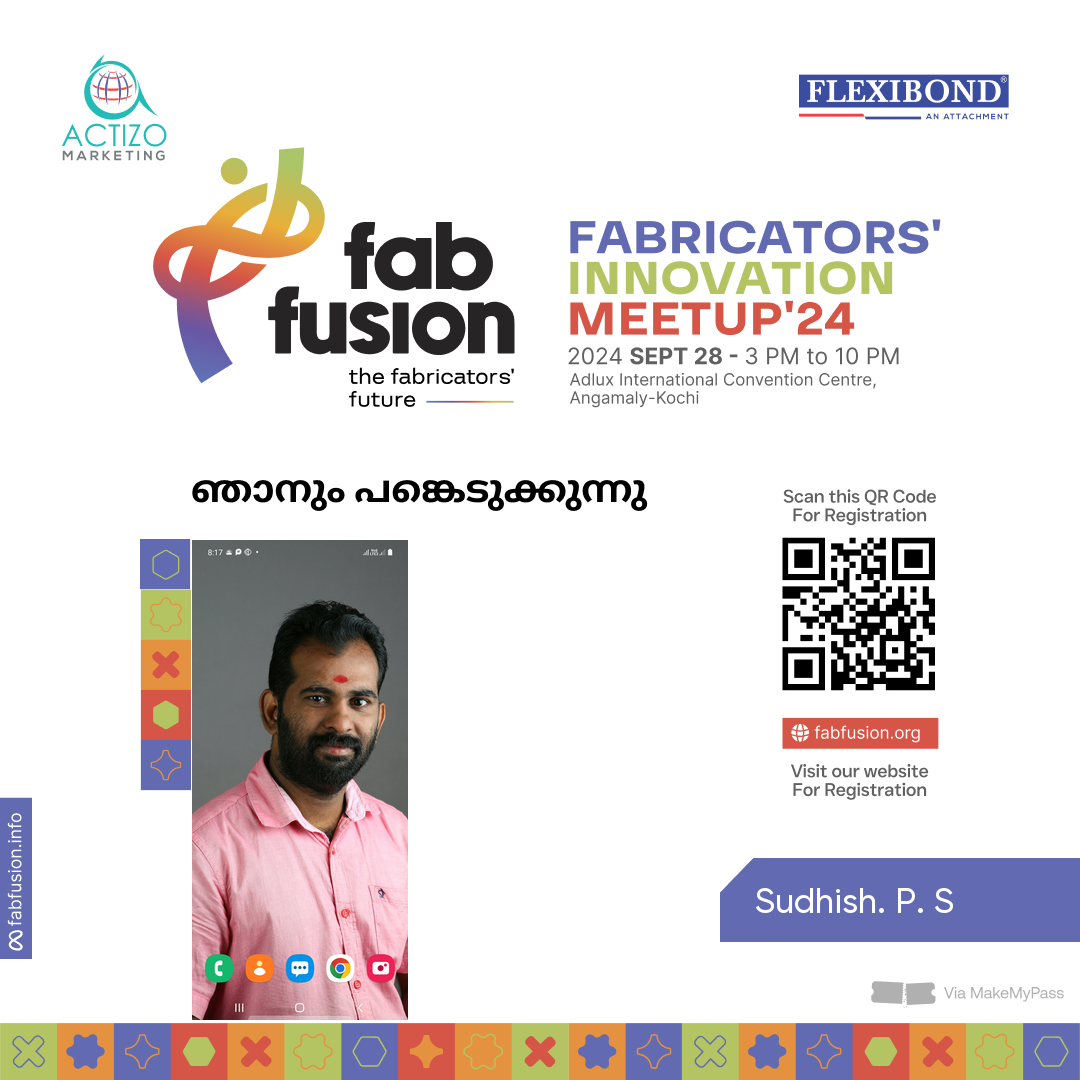 ACTIZO
MARKETING
FLEXIBOND®
AN ATTACHMENT
fab
fusion
the fabricators'
future
FABRICATORS'
INNOVATION
MEETUP'24
2024 SEPT 28 - 3 PM to 10 PM
Adlux International Convention Centre,
Angamaly-Kochi
ഞാനും പങ്കെടുക്കുന്നു
Scan this QR Code
For Registration
8:17
fabfusion.org
Visit our website
For Registration
fabfusion.info
Sudhish. P. S
Via MakeMyPass